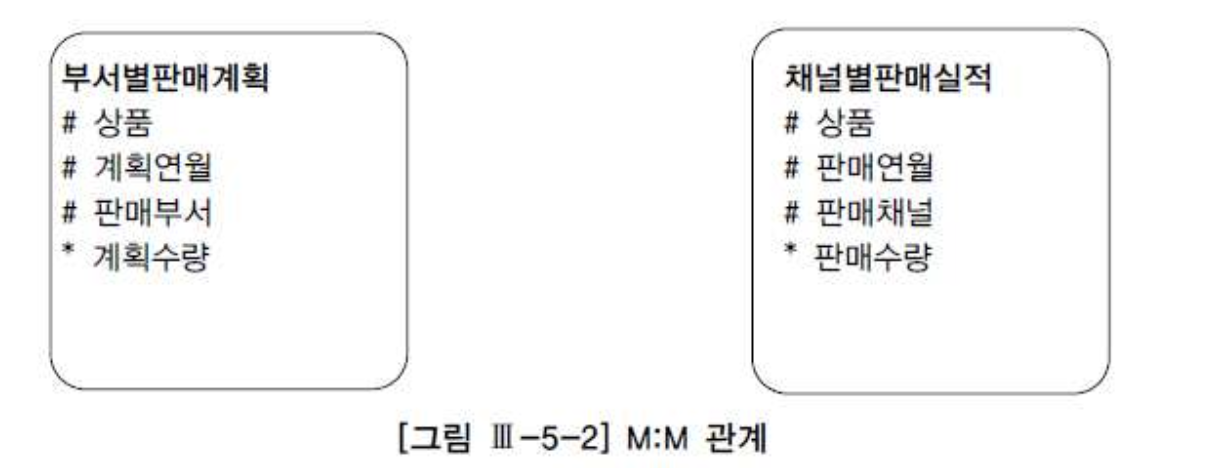 부서별판매계획
# 상품
# 계획연월
# 판매부서
* 계획수량
채널별판매실적
# 상품
# 판매연월
# 판매채널
* 판매수량
[그림 Ⅲ-5-2] M:M 관계